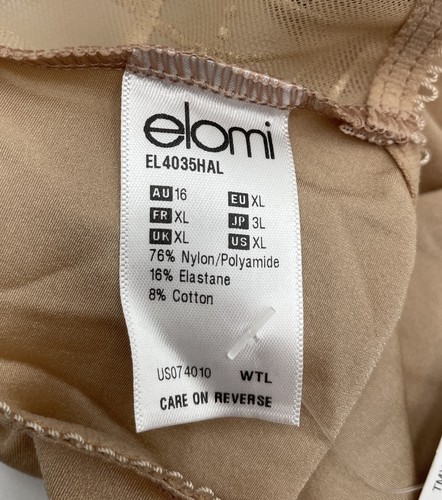 elomi
EL4035HAL
AU 16 EU XL
FR XL JP 3L
UK XL US XL
76% Nylon/Polyamide
16% Elastane
8% Cotton
US074010 WTL
CARE ON REVERSE